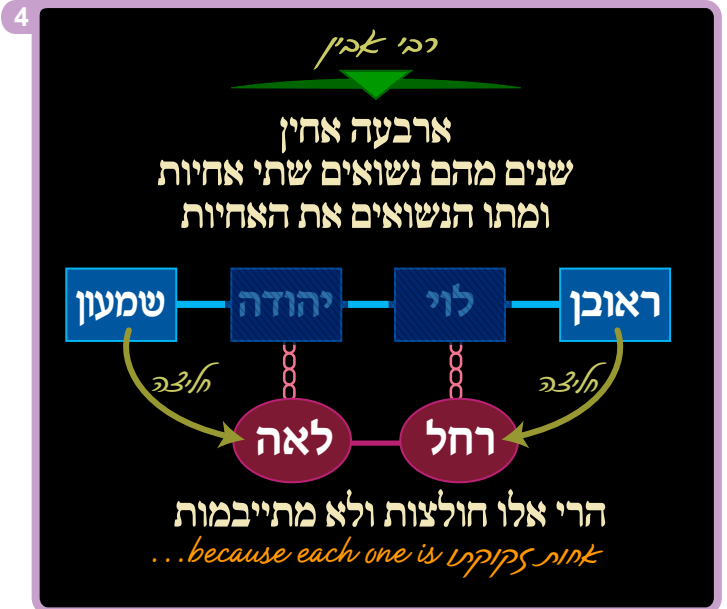 4
רבי אבין
ארבעה אחין
שנים מהם נשואים שתי אחיות
ומתו הנשואים את האחיות
ראובן לוי יהודה שמעון
חליצה חליצה
רחל לאה
הרי אלו חולצות ולא מתייבמות
...because each one is אחות זקוקתו